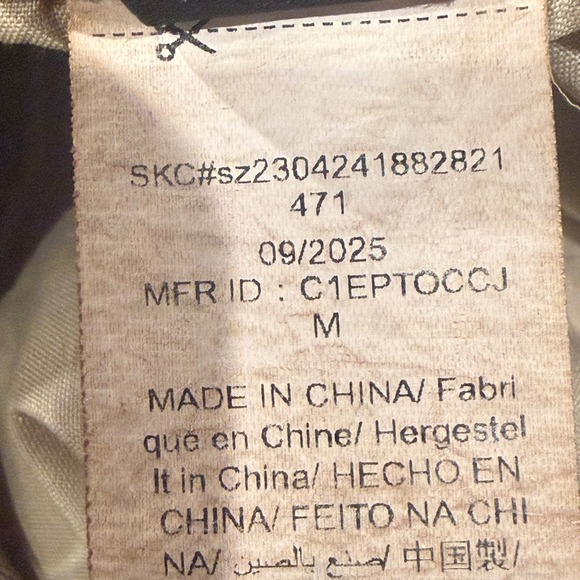 SKC#sz2304241882821
471
09/2025
MFR ID : C1EPTOCCJ
M
MADE IN CHINA/ Fabri
qué en Chine/ Hergestel
lt in China/ HECHO EN
CHINA/ FEITO NA CHI
NA/ صنع بالصين/ 中国製/